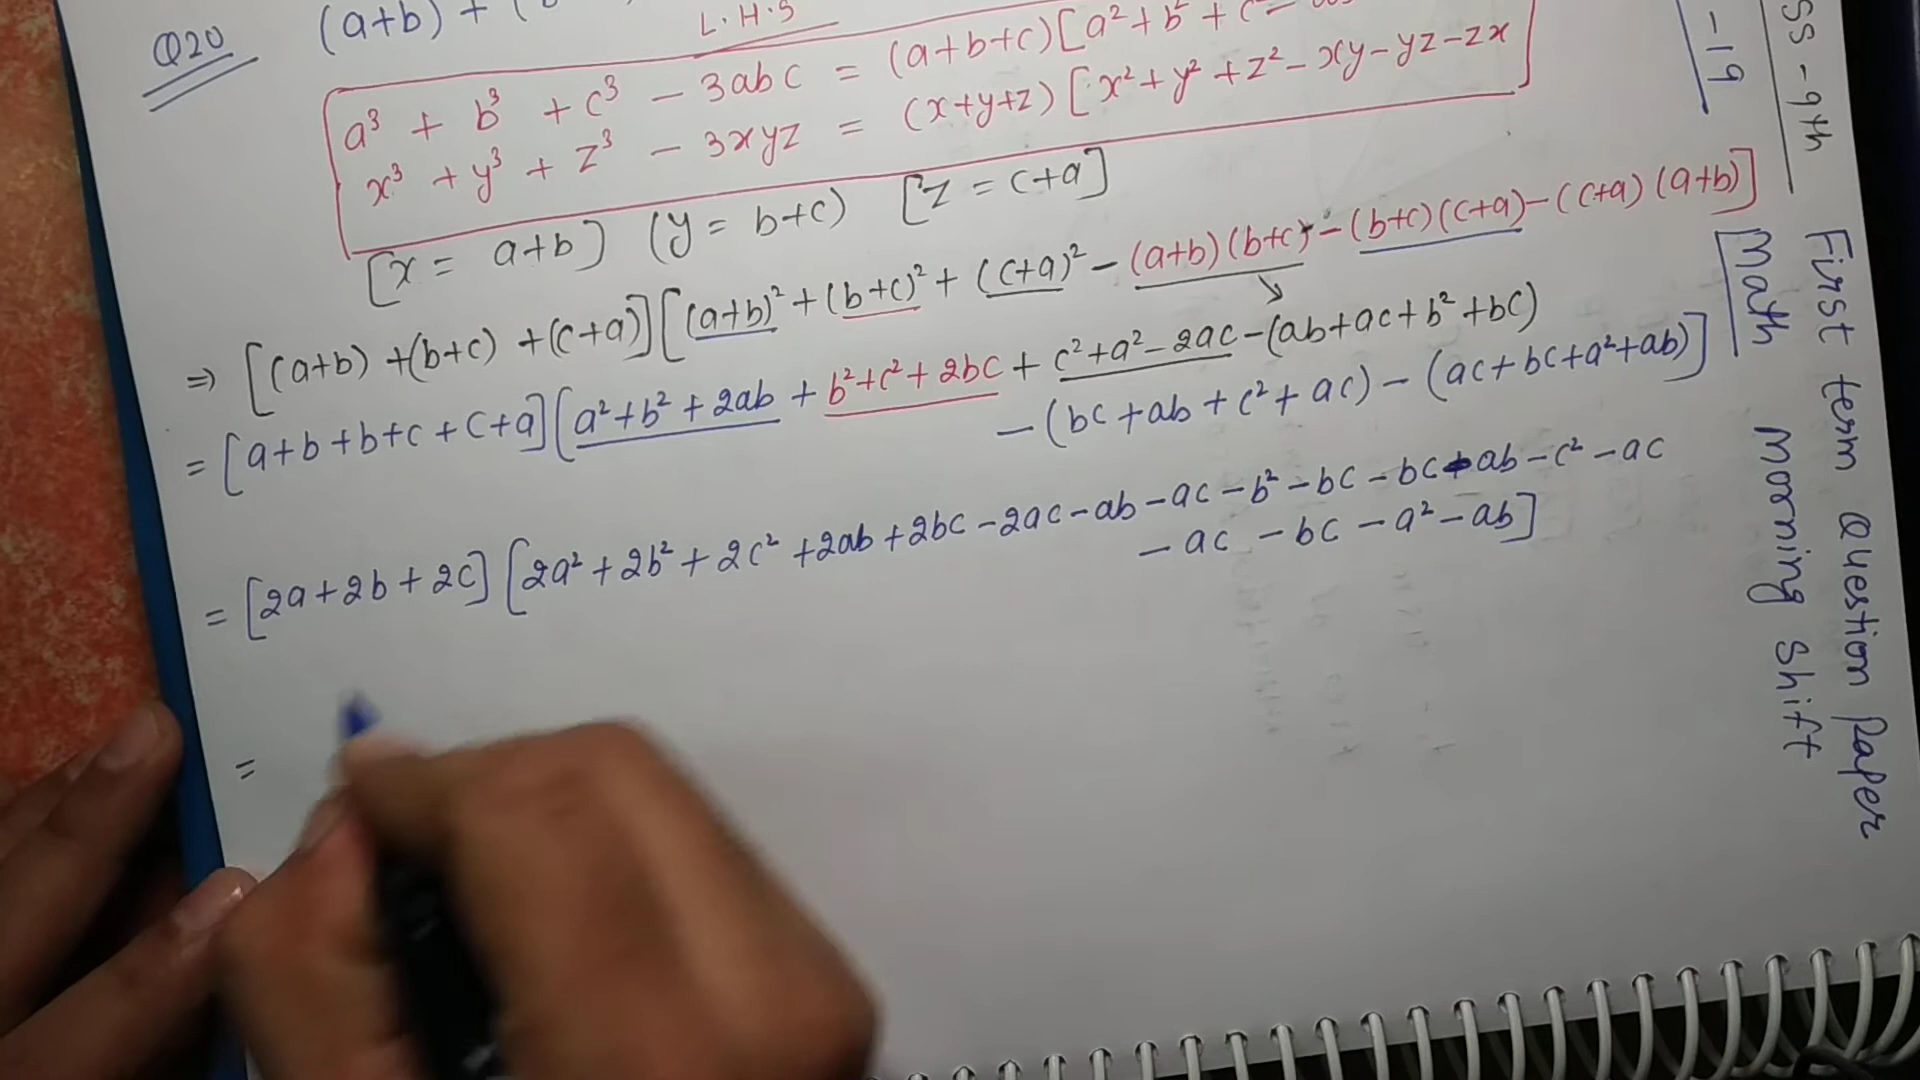 Q20 (a+b) + (
L.H.S
a³ + b³ + c³ - 3abc = (a+b+c)[a²+b²+c²-
x³ + y³ + z³ - 3xyz = (x+y+z)[x²+y²+z²-xy-yz-zx]
[x = a+b] (y = b+c) [z = c+a]
⇒ [(a+b)+(b+c)+(c+a)][(a+b)²+(b+c)²+(c+a)²-(a+b)(b+c)-(b+c)(c+a)-(c+a)(a+b)]
= [a+b+b+c+c+a][a²+b²+2ab+b²+c²+2bc+c²+a²-2ac-(ab+ac+b²+bc)
-(bc+ab+c²+ac)-(ac+bc+a²+ab)]
= [2a+2b+2c][2a²+2b²+2c²+2ab+2bc-2ac-ab-ac-b²-bc-bc-ab-c²-ac
-ac-bc-a²-ab]
=
SS-9th
-19
First term Question Paper
Math Morning Shift